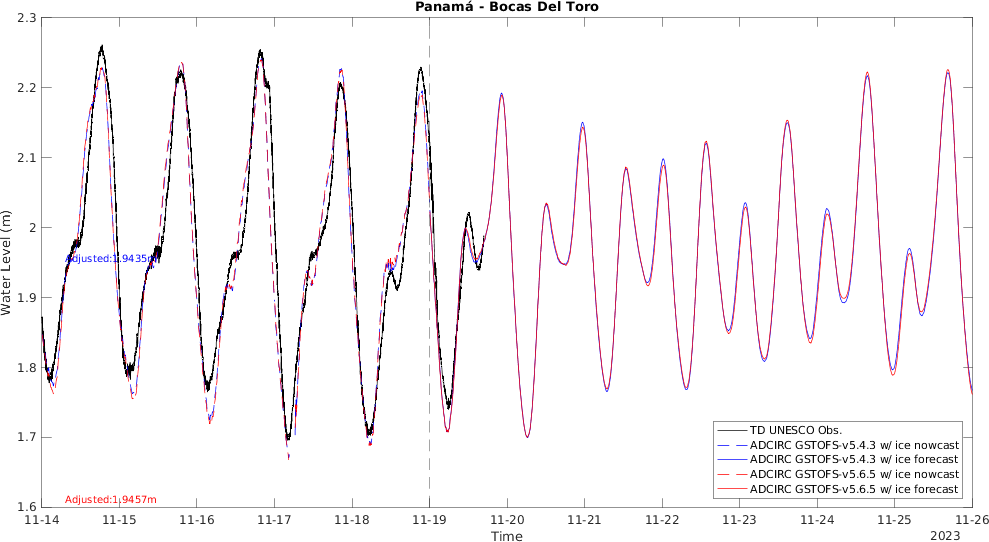 Panamá - Bocas Del Toro
2.3
2.2
2.1
2
1.9
1.8
1.7
1.6
Water Level (m)
Adjusted:1.9435m
Adjusted:1.9457m
TD UNESCO Obs.
ADCIRC GSTOFS-v5.4.3 w/ ice nowcast
ADCIRC GSTOFS-v5.4.3 w/ ice forecast
ADCIRC GSTOFS-v5.6.5 w/ ice nowcast
ADCIRC GSTOFS-v5.6.5 w/ ice forecast
11-14 11-15 11-16 11-17 11-18 11-19 11-20 11-21 11-22 11-23 11-24 11-25 11-26
Time
2023